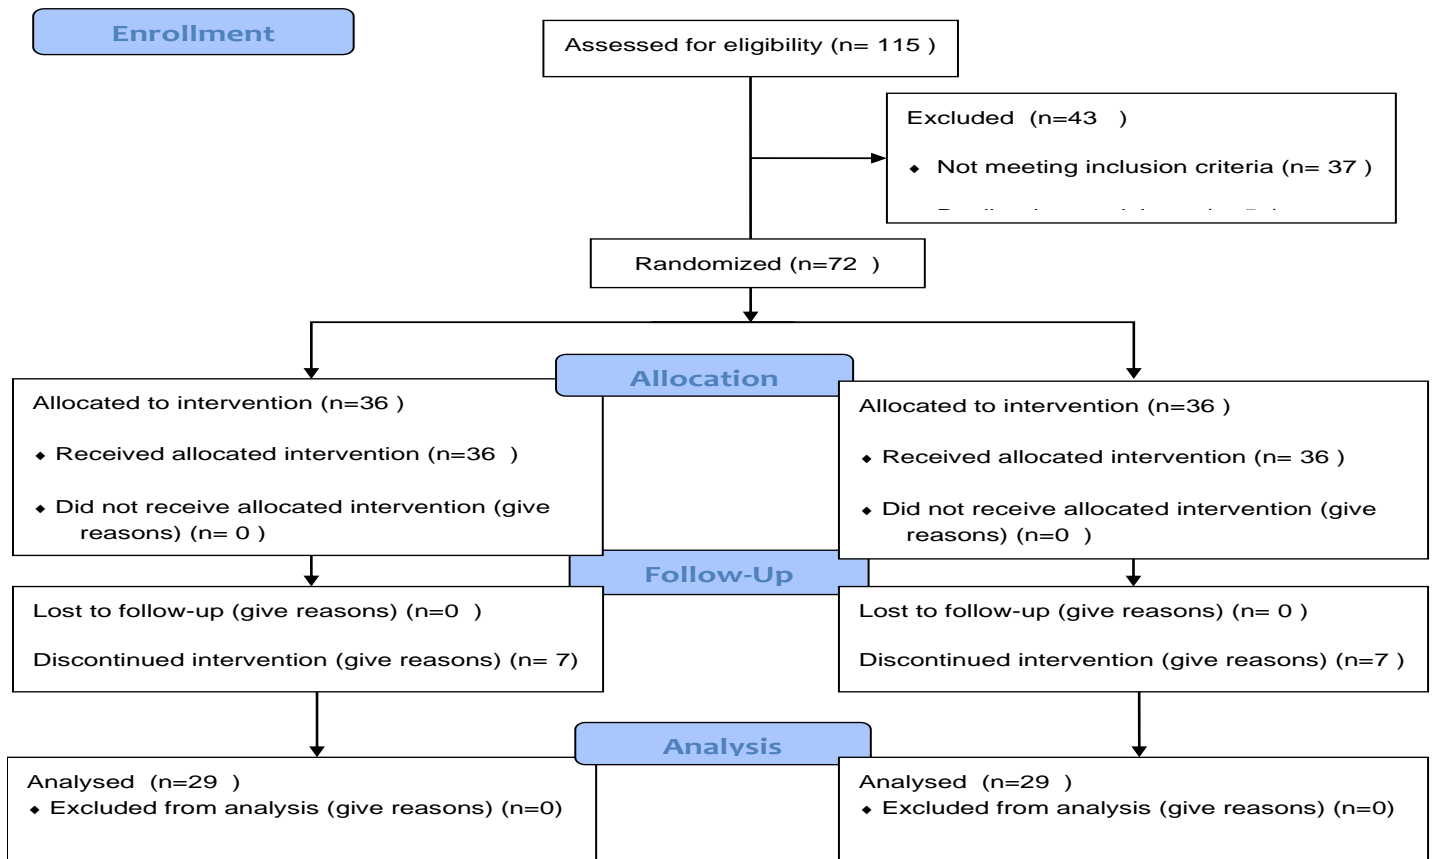 Enrollment
Assessed for eligibility (n= 115 )
Excluded (n=43 )
◆ Not meeting inclusion criteria (n= 37 )
Randomized (n=72 )
Allocation
Allocated to intervention (n=36 )
◆ Received allocated intervention (n=36 )
◆ Did not receive allocated intervention (give
reasons) (n= 0 )
Allocated to intervention (n=36 )
◆ Received allocated intervention (n= 36 )
◆ Did not receive allocated intervention (give
reasons) (n=0 )
Follow-Up
Lost to follow-up (give reasons) (n=0 )
Discontinued intervention (give reasons) (n= 7)
Lost to follow-up (give reasons) (n= 0 )
Discontinued intervention (give reasons) (n=7 )
Analysis
Analysed (n=29 )
◆ Excluded from analysis (give reasons) (n=0)
Analysed (n=29 )
◆ Excluded from analysis (give reasons) (n=0)